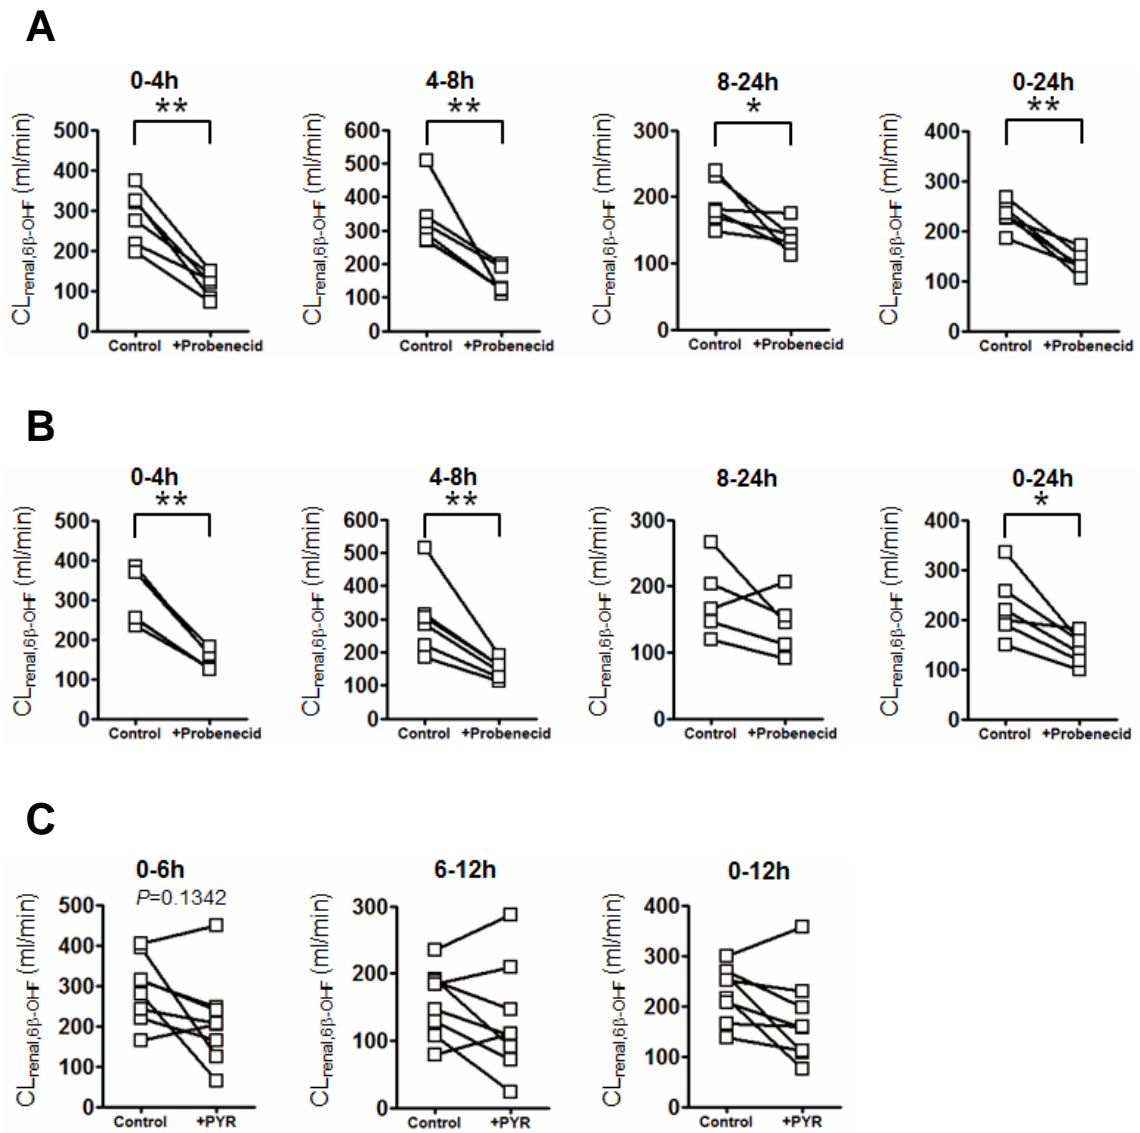 A
0-4h
**
CLrenal,6β-OHF (ml/min)
500
400
300
200
100
0
Control +Probenecid
4-8h
**
CLrenal,6β-OHF (ml/min)
600
500
400
300
200
100
0
Control +Probenecid
8-24h
*
CLrenal,6β-OHF (ml/min)
300
200
100
0
Control +Probenecid
0-24h
**
CLrenal,6β-OHF (ml/min)
400
300
200
100
0
Control +Probenecid
B
0-4h
**
CLrenal,6β-OHF (ml/min)
500
400
300
200
100
0
Control +Probenecid
4-8h
**
CLrenal,6β-OHF (ml/min)
600
500
400
300
200
100
0
Control +Probenecid
8-24h
CLrenal,6β-OHF (ml/min)
300
200
100
0
Control +Probenecid
0-24h
*
CLrenal,6β-OHF (ml/min)
400
300
200
100
0
Control +Probenecid
C
0-6h
P=0.1342
CLrenal,6β-OHF (ml/min)
500
400
300
200
100
0
Control +PYR
6-12h
CLrenal,6β-OHF (ml/min)
300
200
100
0
Control +PYR
0-12h
CLrenal,6β-OHF (ml/min)
400
300
200
100
0
Control +PYR